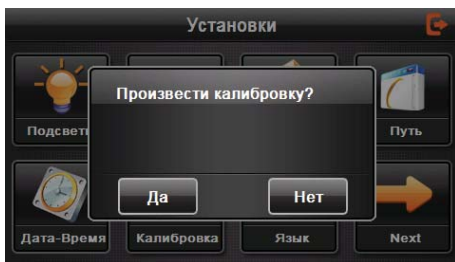 Установки
Произвести калибровку?
Путь
Да
Нет
Дата-Время
Калибровка
Язык
Next